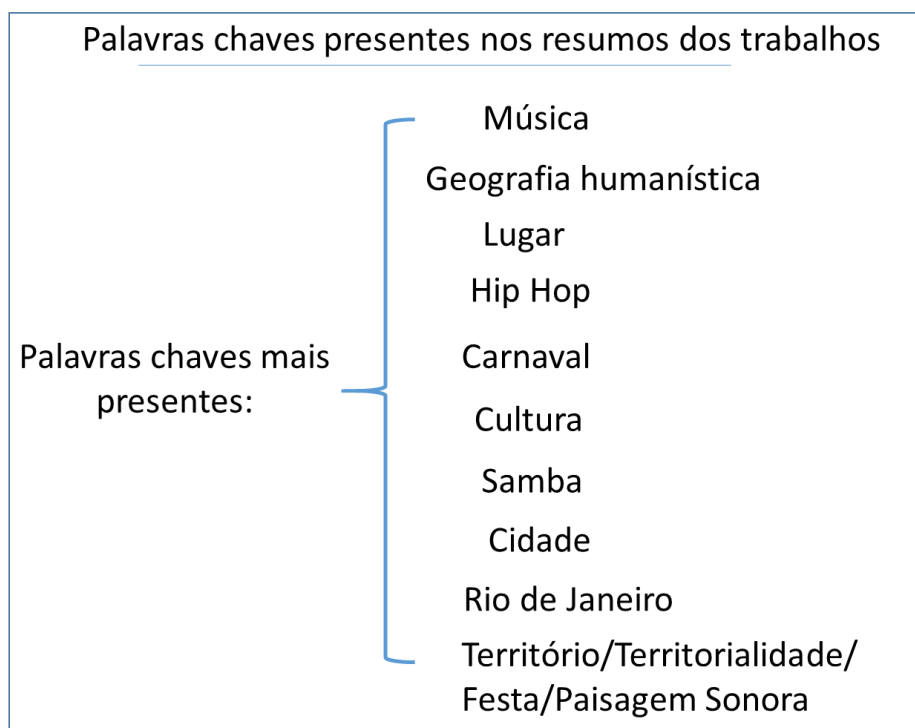 Palavras chaves presentes nos resumos dos trabalhos
Palavras chaves mais
presentes:
Música
Geografia humanística
Lugar
Hip Hop
Carnaval
Cultura
Samba
Cidade
Rio de Janeiro
Território/Territorialidade/
Festa/Paisagem Sonora